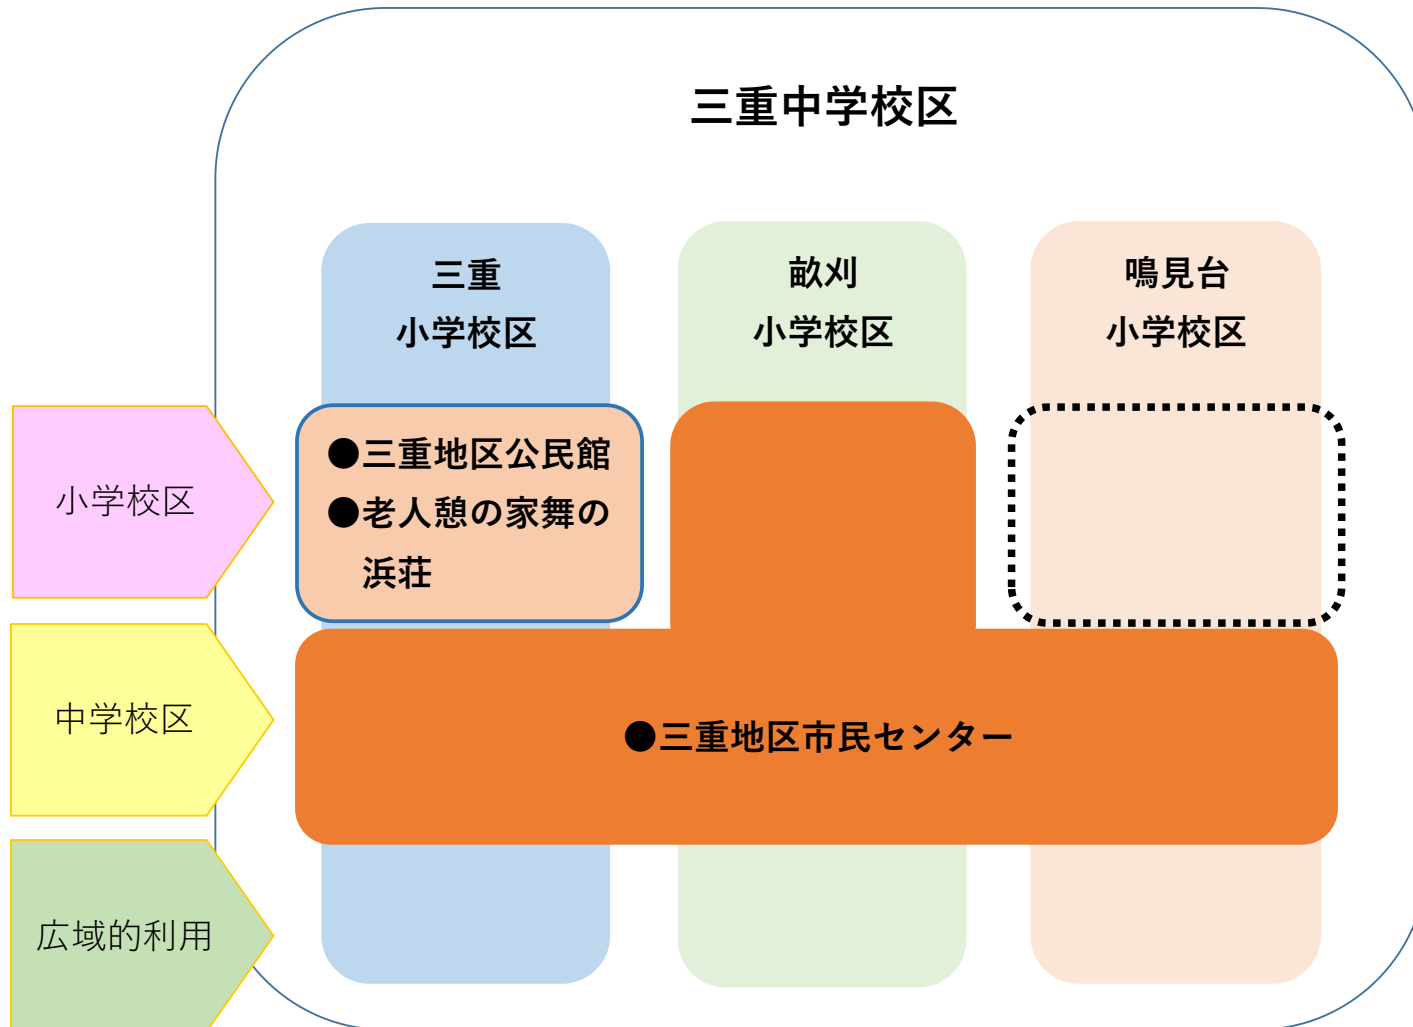 三重中学校区
三重
小学校区
畝刈
小学校区
鳴見台
小学校区
小学校区
●三重地区公民館
●老人憩の家舞の
浜荘
中学校区
●三重地区市民センター
広域的利用